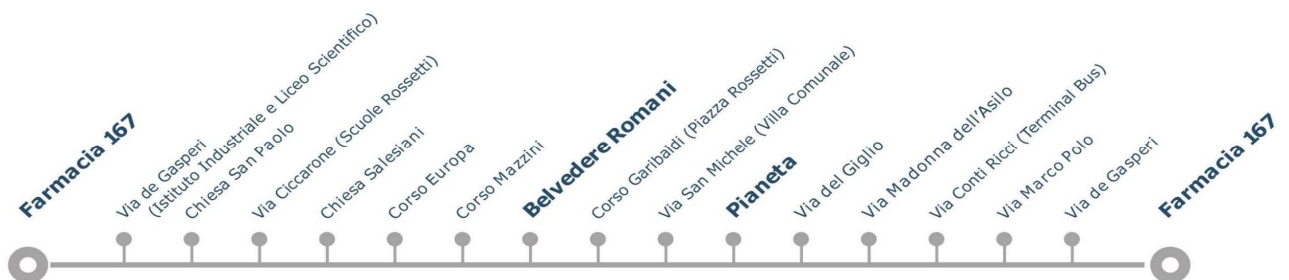 Farmacia 167
Via de Gasperi
(Istituto Industriale e Liceo Scientifico)
Chiesa San Paolo
Via Ciccarone (Scuole Rossetti)
Chiesa Salesiani
Corso Europa
Corso Mazzini
Belvedere Romani
Corso Garibaldi (Piazza Rossetti)
Via San Michele (Villa Comunale)
Pianeta
Via del Giglio
Via Madonna dell'Asilo
Via Conti Ricci (Terminal Bus)
Via Marco Polo
Via de Gasperi
Farmacia 167